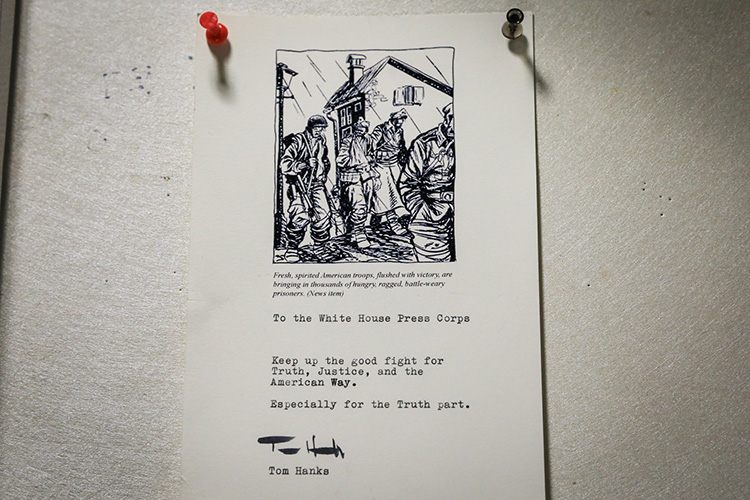 Fresh, spirited American troops, flushed with victory, are
bringing in thousands of hungry, ragged, battle-weary
prisoners. (News item)
To the White House Press Corps
Keep up the good fight for
Truth, Justice, and the
American Way.
Especially for the Truth part.
Tom Hanks
Tom Hanks